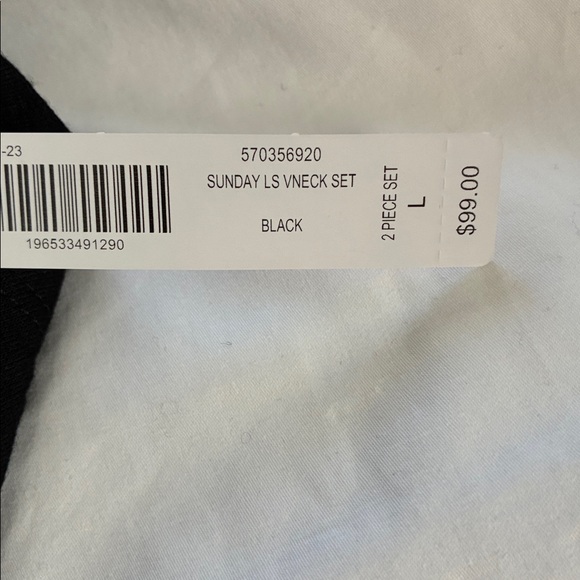 -23
196533491290
570356920
SUNDAY LS VNECK SET
BLACK
2 PIECE SET
L
$99.00